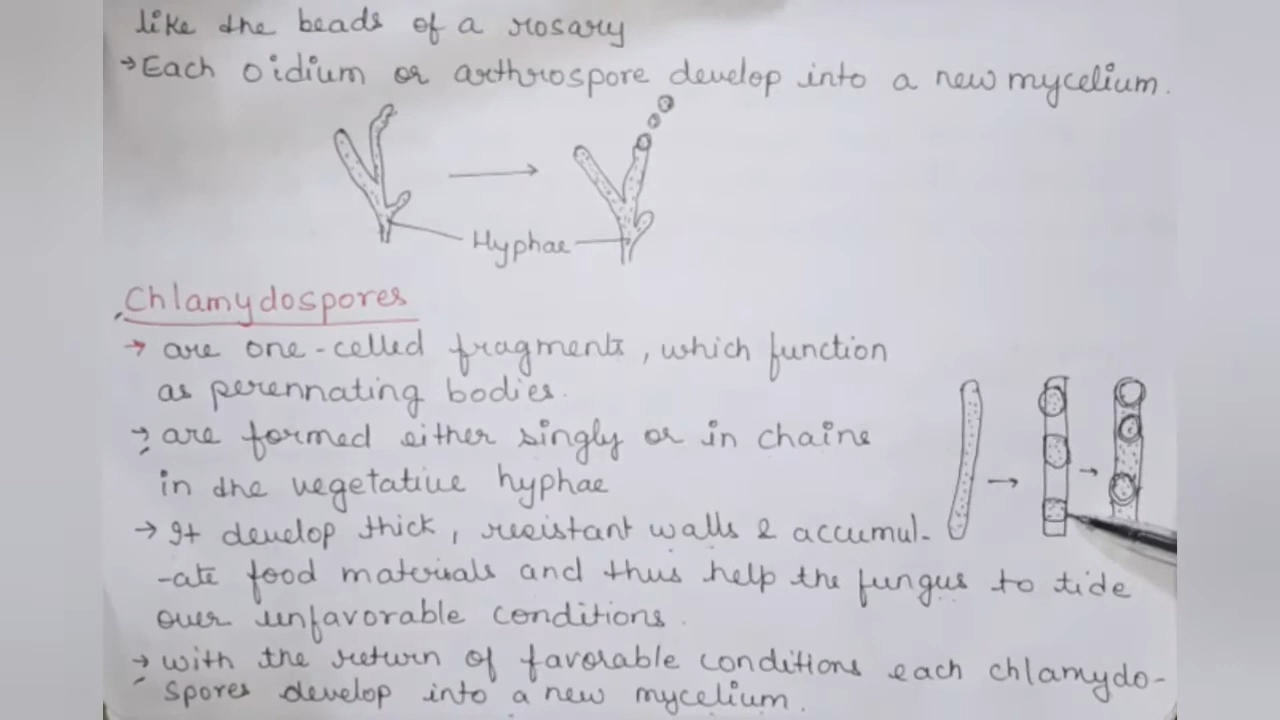 like the beads of a rosary
→ Each oidium or arthrospore develop into a new mycelium.
Hyphae
Chlamydospores
→ are one-celled fragments, which function
as perennating bodies.
→ are formed either singly or in chains
in the vegetative hyphae
→ It develop thick, resistant walls & accumul-
-ate food materials and thus help the fungus to tide
over unfavorable conditions.
→ with the return of favorable conditions each chlamydo-
spores develop into a new mycelium.